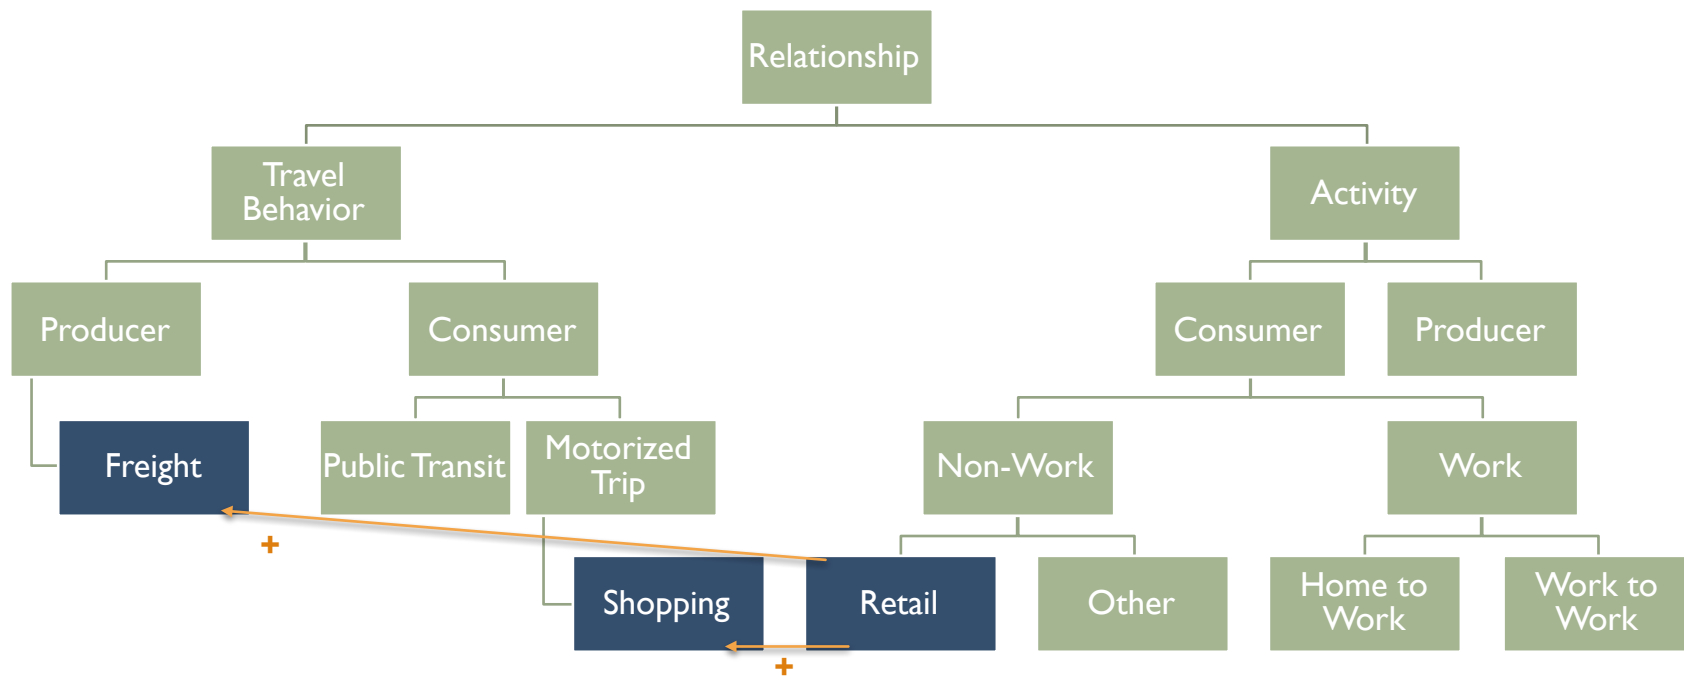 Relationship
Travel
Behavior
Activity
Producer
Consumer
Consumer
Producer
Freight
Public Transit
Motorized
Trip
Non-Work
Work
+
Shopping
Retail
Other
Home to
Work
Work to
Work
+